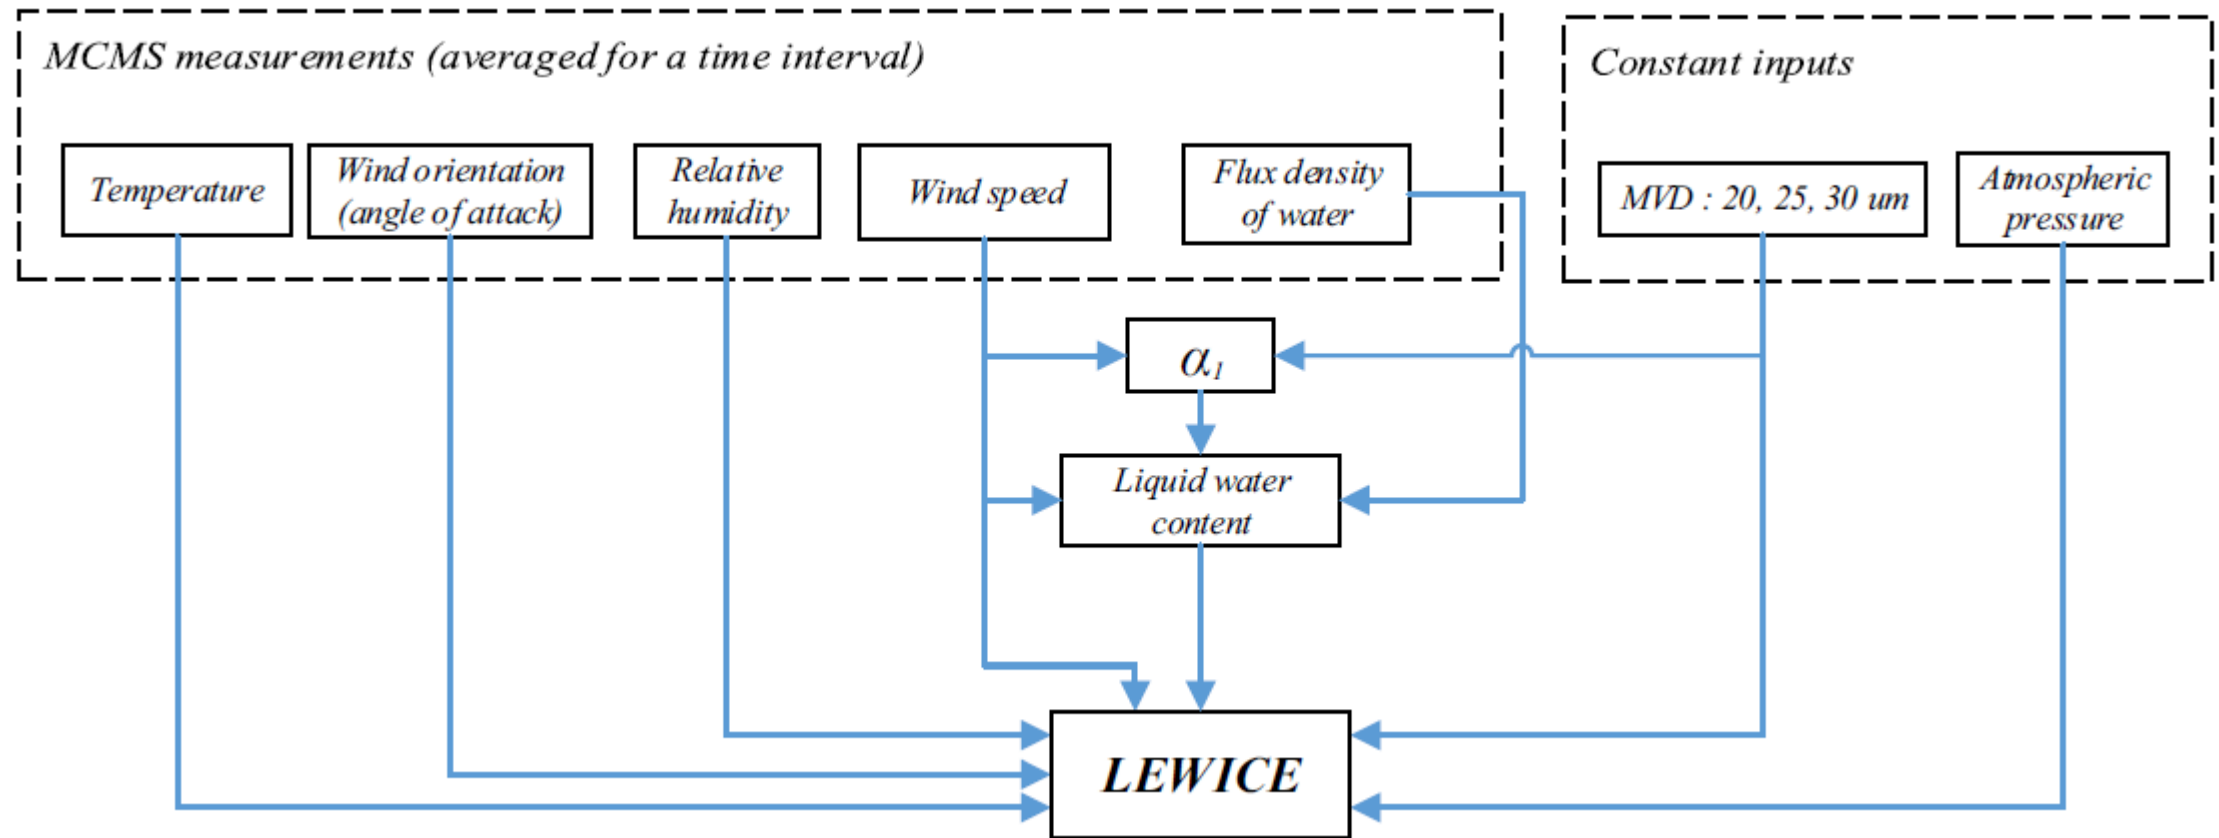 MCMS measurements (averaged for a time interval)
Constant inputs
Temperature
Wind orientation
(angle of attack)
Relative
humidity
Wind speed
Flux density
of water
MVD : 20, 25, 30 um
Atmospheric
pressure
α1
Liquid water
content
LEWICE